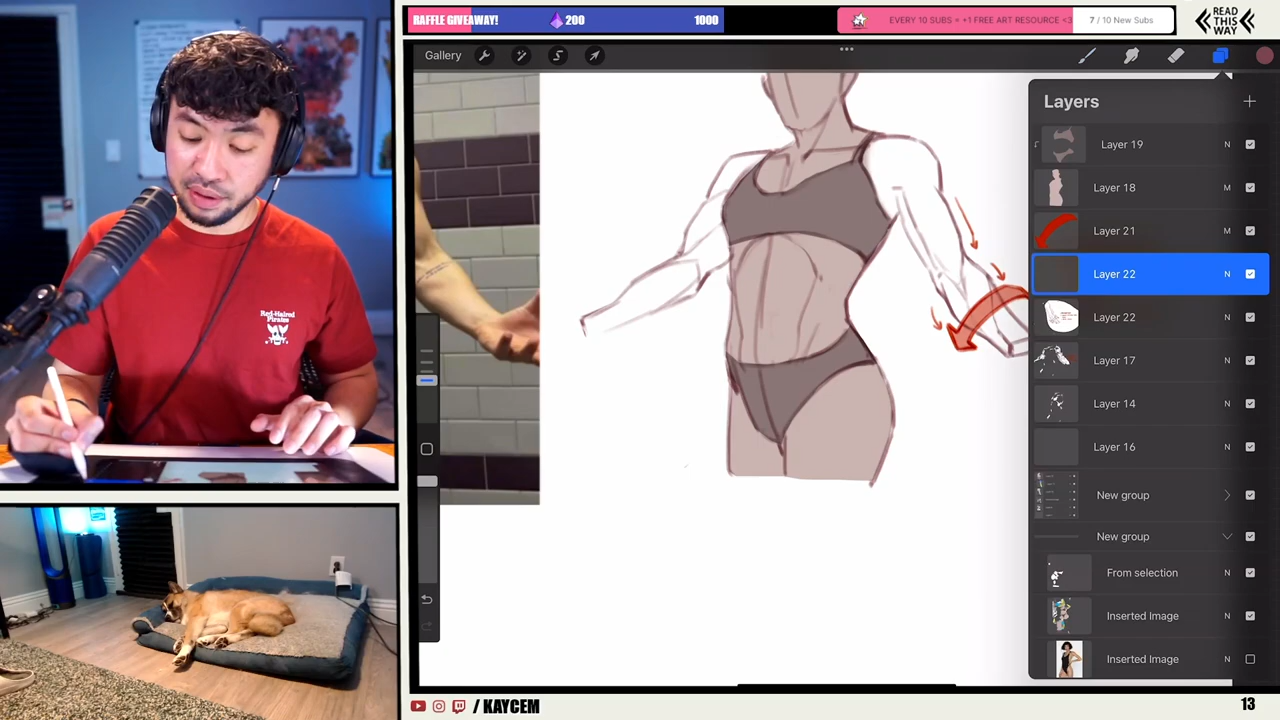 RAFFLE GIVEAWAY! 200 1000
EVERY 10 SUBS = +1 FREE ART RESOURCE <3 7 / 10 New Subs
READ
THIS
WAY
Gallery
Layers
Layer 19 N
Layer 18 M
Layer 21 M
Layer 22 N
Layer 22 N
Layer 17 N
Layer 14 N
Layer 16 N
New group
New group
From selection N
Inserted Image N
Inserted Image N
Red-Haired
Pirates
/ KAYCEM
13